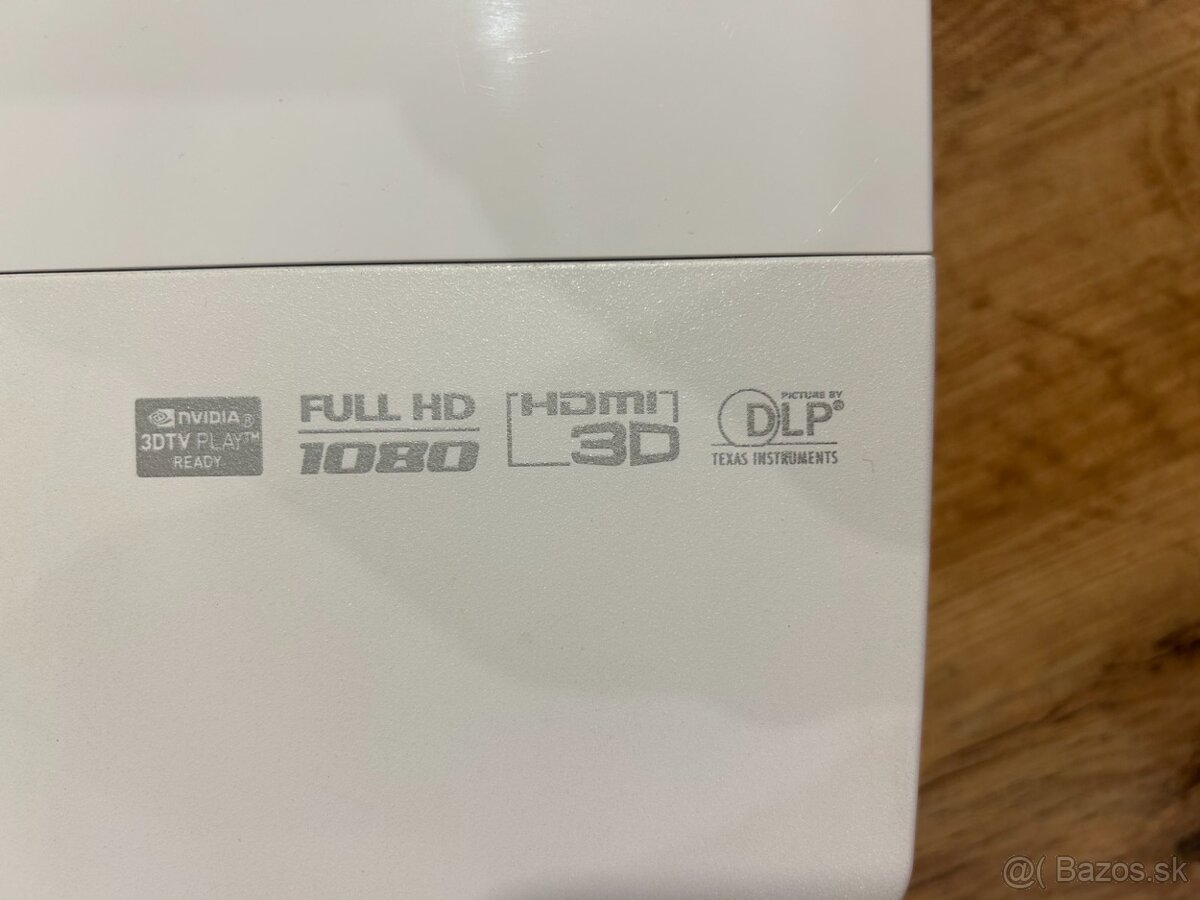 NVIDIA®
3DTV PLAY™
READY
FULL HD
1080
HDMI
3D
PICTURE BY
DLP®
TEXAS INSTRUMENTS
@( Bazos.sk